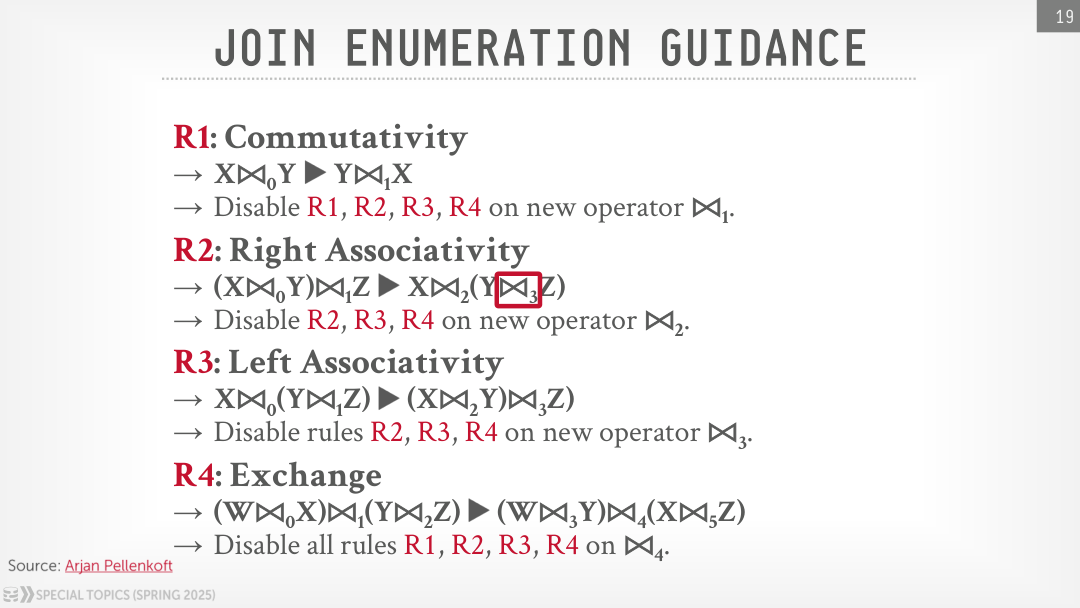 19
JOIN ENUMERATION GUIDANCE
R1: Commutativity
→ X⋈₀Y ▶ Y⋈₁X
→ Disable R1, R2, R3, R4 on new operator ⋈₁.
R2: Right Associativity
→ (X⋈₀Y)⋈₁Z ▶ X⋈₂(Y⋈₃Z)
→ Disable R2, R3, R4 on new operator ⋈₂.
R3: Left Associativity
→ X⋈₀(Y⋈₁Z) ▶ (X⋈₂Y)⋈₃Z)
→ Disable rules R2, R3, R4 on new operator ⋈₃.
R4: Exchange
→ (W⋈₀X)⋈₁(Y⋈₂Z) ▶ (W⋈₃Y)⋈₄(X⋈₅Z)
→ Disable all rules R1, R2, R3, R4 on ⋈₄.
Source: Arjan Pellenkoft
SPECIAL TOPICS (SPRING 2025)